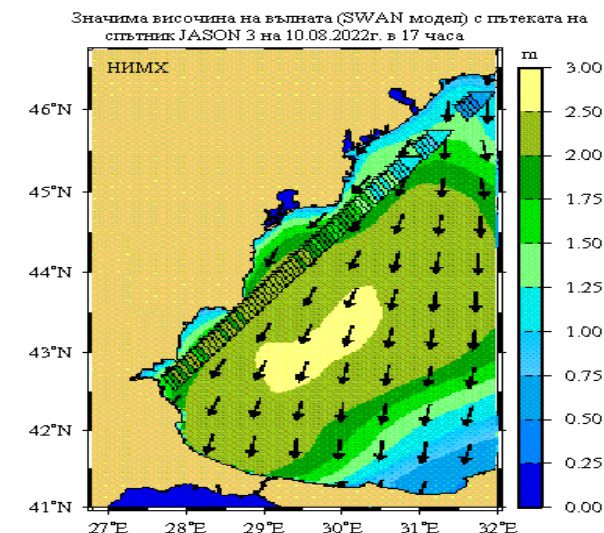 Значима височина на вълната (SWAN модел) с пътеката на
спътник JASON 3 на 10.08.2022г. в 17 часа
m
НИМХ
3.00
2.50
2.00
1.75
1.50
1.25
1.00
0.75
0.50
0.25
0.00
46°N
45°N
44°N
43°N
42°N
41°N
27°E 28°E 29°E 30°E 31°E 32°E